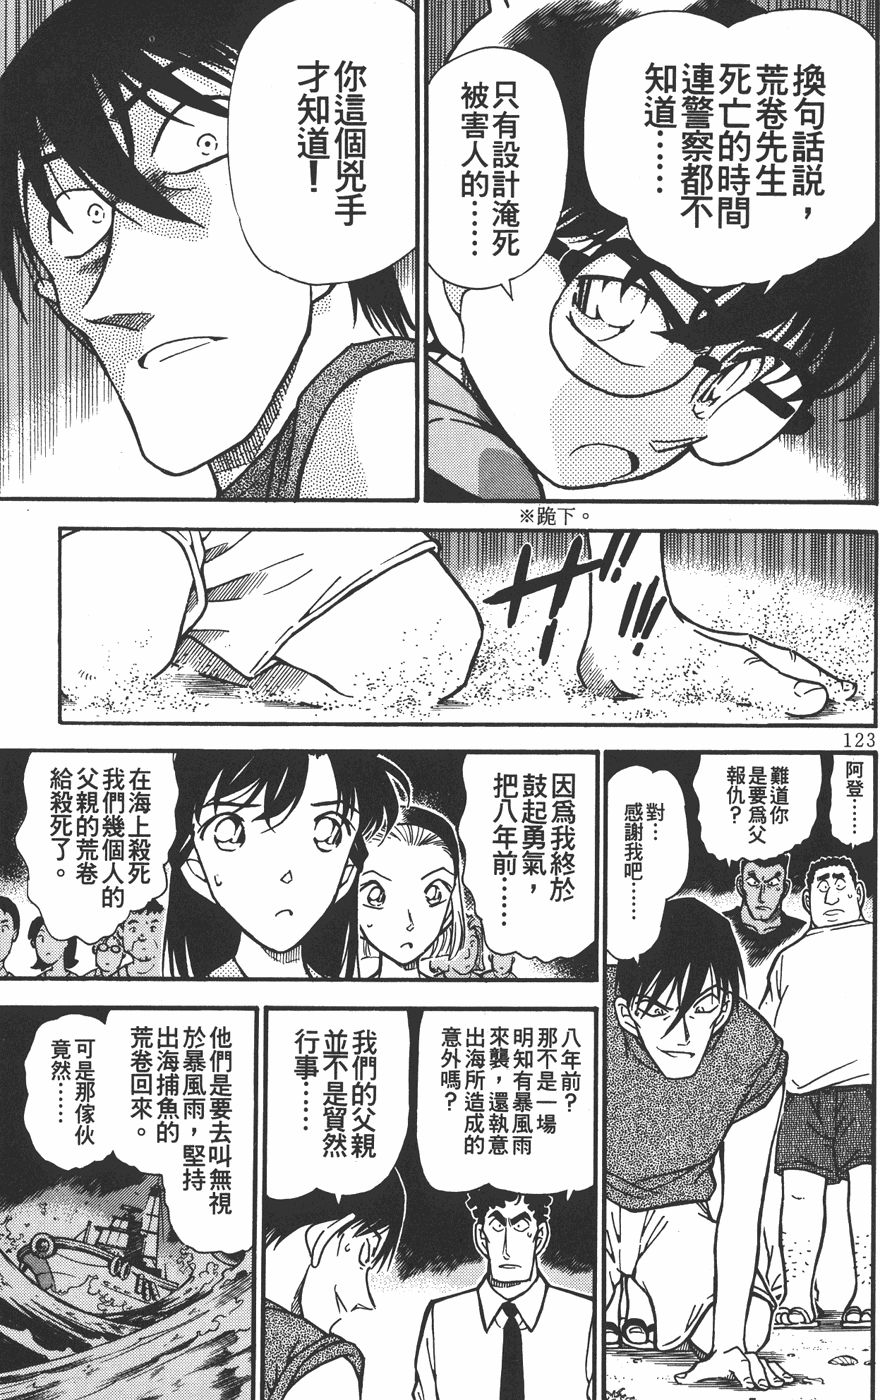 換句話説，
荒卷先生
死亡的時間
連警察都不
知道……
只有設計淹死
被害人的……
你這個兇手
才知道！
※跪下。
123
阿登……
難道你
是要為父
報仇？
對…
感謝我吧……
因為我終於
鼓起勇氣，
把八年前……
在海上殺死
我們幾個人的
父親的荒卷
給殺死了。
八年前？
那不是一場
明知有暴風雨
來襲，還執意
出海所造成的
意外嗎？
我們的父親
並不是貿然
行事……
他們是要去叫無視
於暴風雨，堅持
出海捕魚的
荒卷回來。
可是那傢伙
竟然……